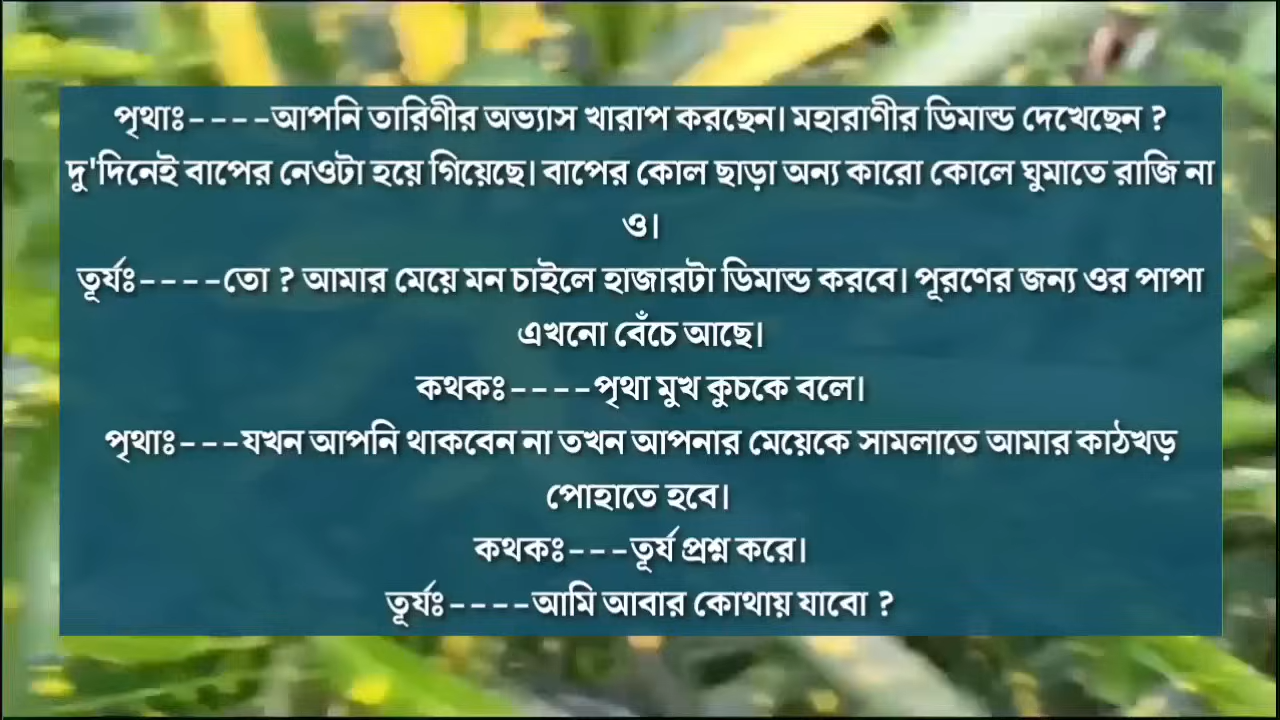 পৃথাঃ----আপনি তারিণীর অভ্যাস খারাপ করছেন। মহারাণীর ডিমান্ড দেখেছেন ?
দু'দিনেই বাপের নেওটা হয়ে গিয়েছে। বাপের কোল ছাড়া অন্য কারো কোলে ঘুমাতে রাজি না
ও।
তূর্যঃ----তো ? আমার মেয়ে মন চাইলে হাজারটা ডিমান্ড করবে। পূরণের জন্য ওর পাপা
এখনো বেঁচে আছে।
কথকঃ----পৃথা মুখ কুচকে বলে।
পৃথাঃ---যখন আপনি থাকবেন না তখন আপনার মেয়েকে সামলাতে আমার কাঠখড়
পোহাতে হবে।
কথকঃ---তূর্য প্রশ্ন করে।
তূর্যঃ----আমি আবার কোথায় যাবো ?